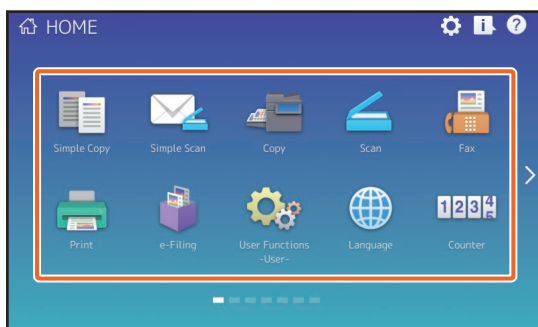 HOME
Simple Copy
Simple Scan
Copy
Scan
Fax
Print
e-Filing
User Functions
-User-
Language
Counter